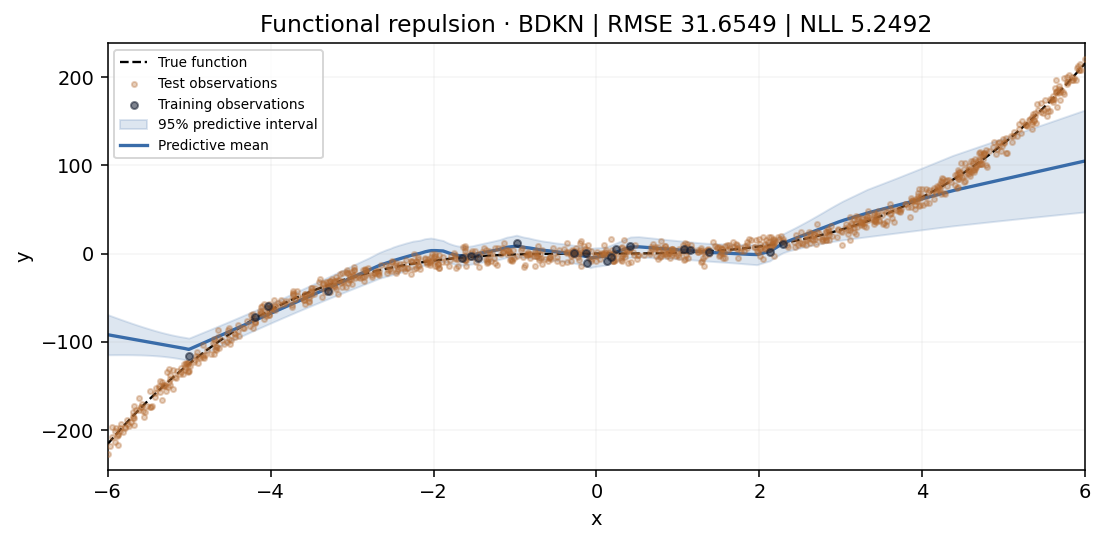 Functional repulsion · BDKN | RMSE 31.6549 | NLL 5.2492
True function
Test observations
Training observations
95% predictive interval
Predictive mean
y
200
100
0
−100
−200
−6
−4
−2
0
2
4
6
x